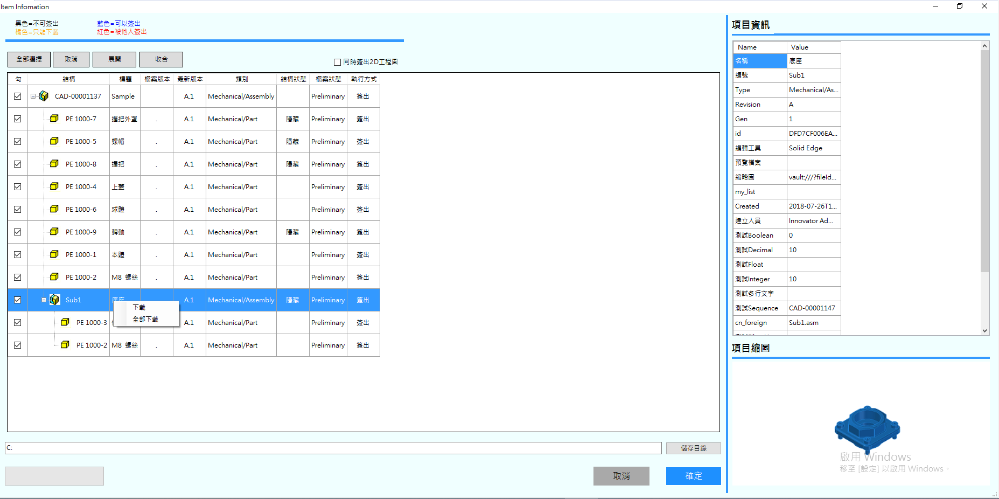 Item Infomation
黑色=不可簽出 藍色=可以簽出
橘色=只能下載 紅色=被他人簽出
全部選擇 取消 展開 收合
同時簽出2D工程圖
勾 結構 標題 檔案版本 最新版本 類別 結構狀態 檔案狀態 執行方式
CAD-00001137 Sample A.1 Mechanical/Assembly Preliminary 簽出
PE 1000-7 握把外罩 . A.1 Mechanical/Part 隱藏 Preliminary 簽出
PE 1000-5 螺帽 . A.1 Mechanical/Part 隱藏 Preliminary 簽出
PE 1000-8 握把 . A.1 Mechanical/Part 隱藏 Preliminary 簽出
PE 1000-4 上蓋 . A.1 Mechanical/Part Preliminary 簽出
PE 1000-6 球體 . A.1 Mechanical/Part Preliminary 簽出
PE 1000-9 轉軸 . A.1 Mechanical/Part 隱藏 Preliminary 簽出
PE 1000-1 本體 . A.1 Mechanical/Part Preliminary 簽出
PE 1000-2 M8 螺絲 . A.1 Mechanical/Part Preliminary 簽出
Sub1 底座 A.1 Mechanical/Assembly 隱藏 Preliminary 簽出
下載
全部下載
PE 1000-3 A.1 Mechanical/Part Preliminary 簽出
PE 1000-2 M8 螺絲 . A.1 Mechanical/Part Preliminary 簽出
C:
儲存目錄
取消 確定
項目資訊
Name Value
名稱 底座
編號 Sub1
Type Mechanical/As...
Revision A
Gen 1
id DFD7CF006EA...
編輯工具 Solid Edge
預覽檔案
縮略圖 vault:///?fileId...
my_list
Created 2018-07-26T1...
建立人員 Innovator Ad...
測試Boolean 0
測試Decimal 10
測試Float
測試Integer 10
測試多行文字
測試Sequence CAD-00001147
cn_foreign Sub1.asm
項目縮圖
啟用 Windows
移至 [設定] 以啟用 Windows。